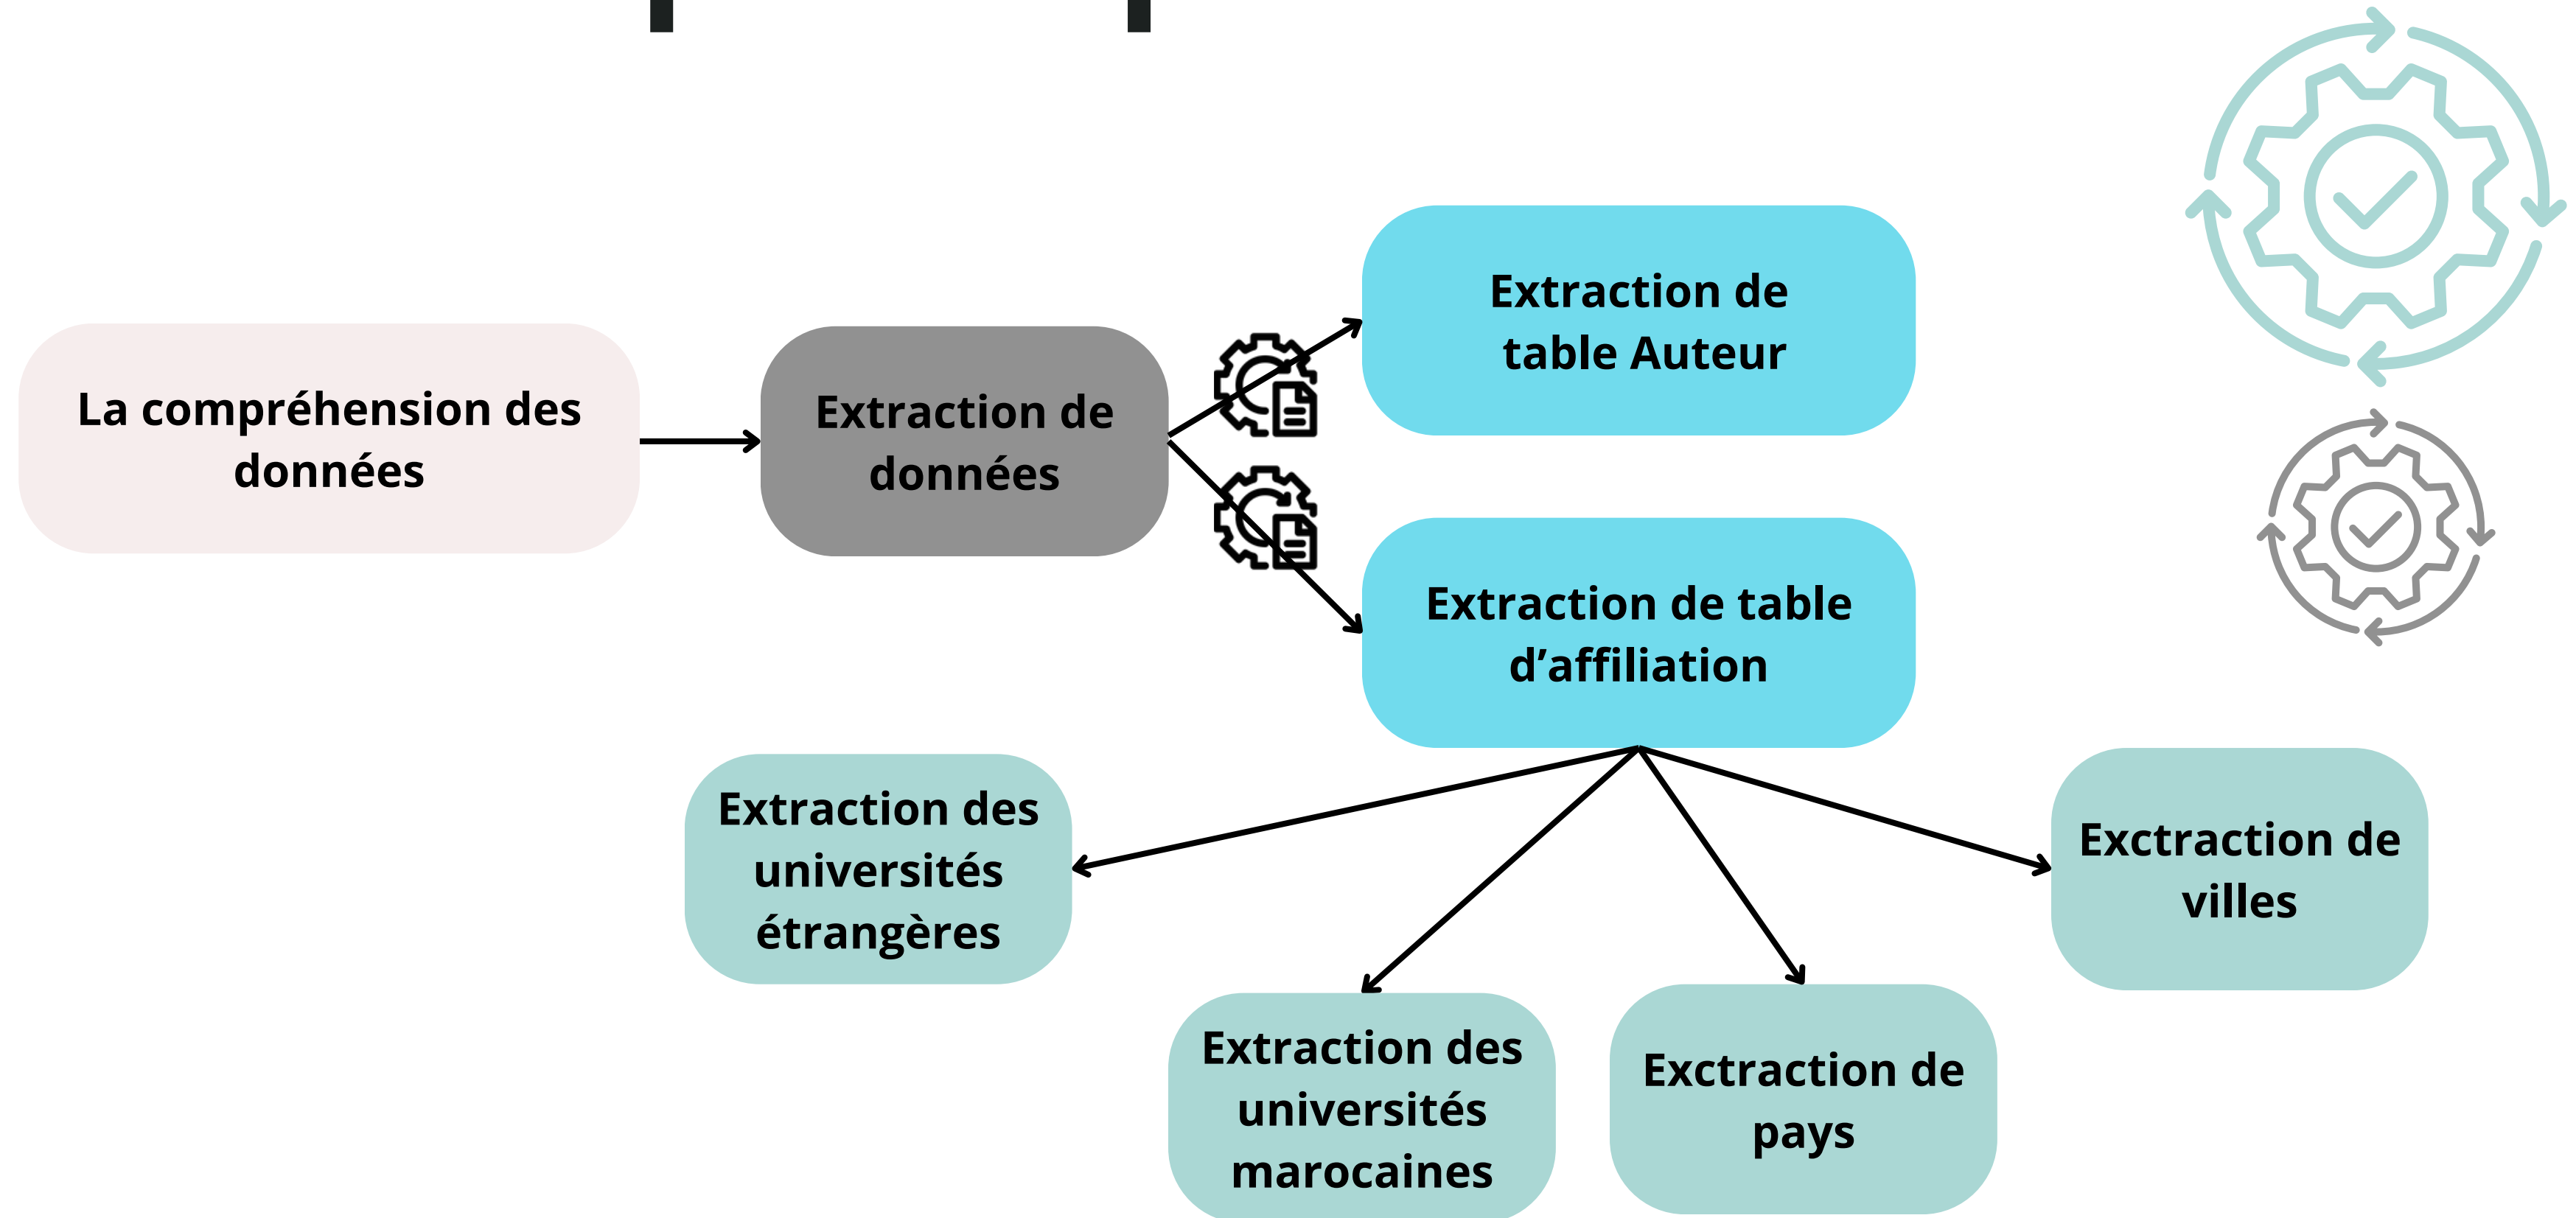 La compréhension des
données
Extraction de
données
Extraction de
table Auteur
Extraction de table
d’affiliation
Extraction des
universités
étrangères
Extraction des
universités
marocaines
Exctraction de
pays
Exctraction de
villes